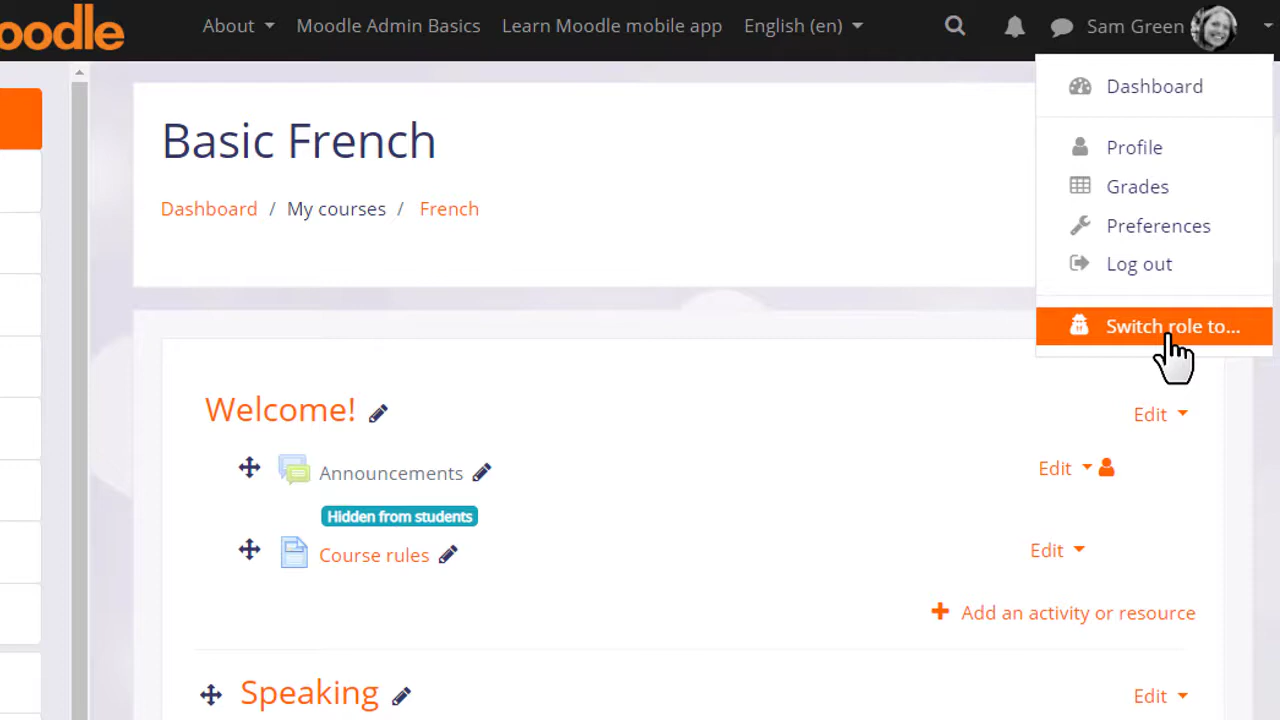 oodle About Moodle Admin Basics Learn Moodle mobile app English (en) Sam Green
Dashboard
Basic French
Profile
Grades
Dashboard / My courses / French
Preferences
Log out
Switch role to...
Welcome! Edit
Announcements Edit
Hidden from students
Course rules Edit
Add an activity or resource
Speaking Edit